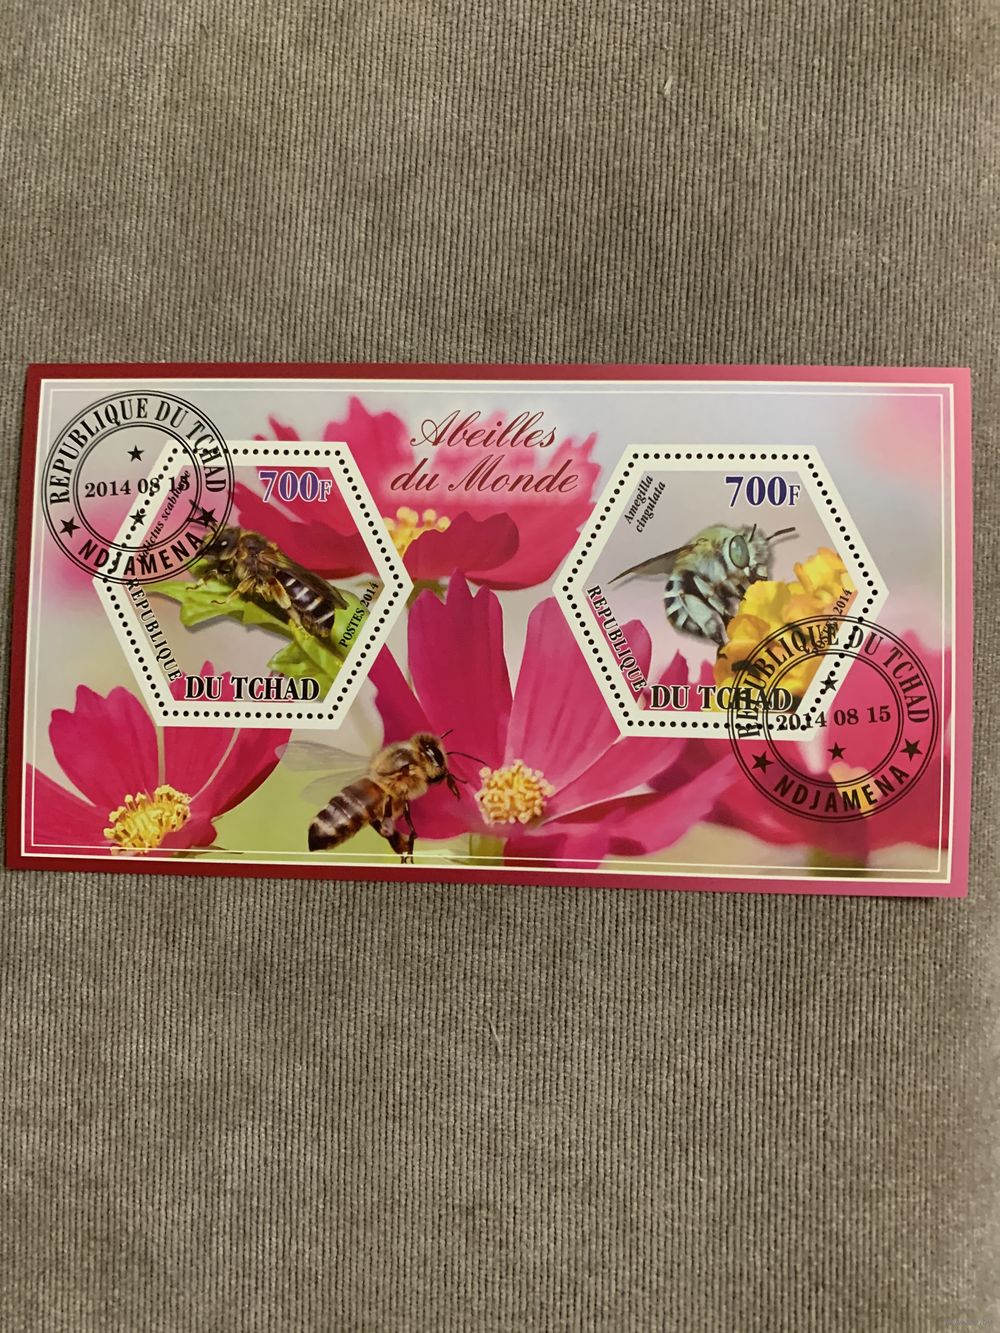 Abeilles
du Monde
REPUBLIQUE DU TCHAD
2014 08 15
NDJAMENA
700F
scabiosae
POSTES 2014
REPUBLIQUE
DU TCHAD
Amegilla
cingulata
700F
2014
REPUBLIQUE
DU TCHAD
REPUBLIQUE DU TCHAD
2014 08 15
NDJAMENA